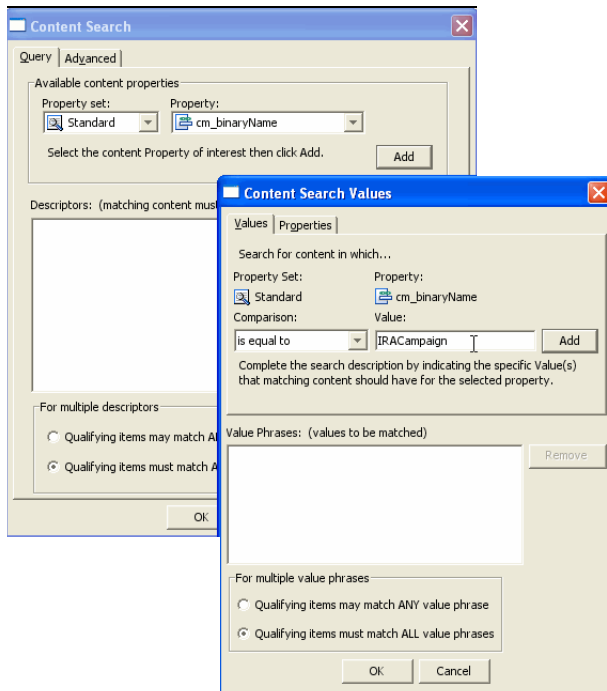 Content Search
Query
Advanced
Available content properties
Property set:
Property:
Standard
cm_binaryName
Select the content Property of interest then click Add.
Add
Descriptors: (matching content mus
For multiple descriptors
Qualifying items may match A
Qualifying items must match A
OK
Content Search Values
Values
Properties
Search for content in which...
Property Set:
Property:
Standard
cm_binaryName
Comparison:
Value:
is equal to
IRACampaign
Add
Complete the search description by indicating the specific Value(s)
that matching content should have for the selected property.
Value Phrases: (values to be matched)
Remove
For multiple value phrases
Qualifying items may match ANY value phrase
Qualifying items must match ALL value phrases
OK
Cancel